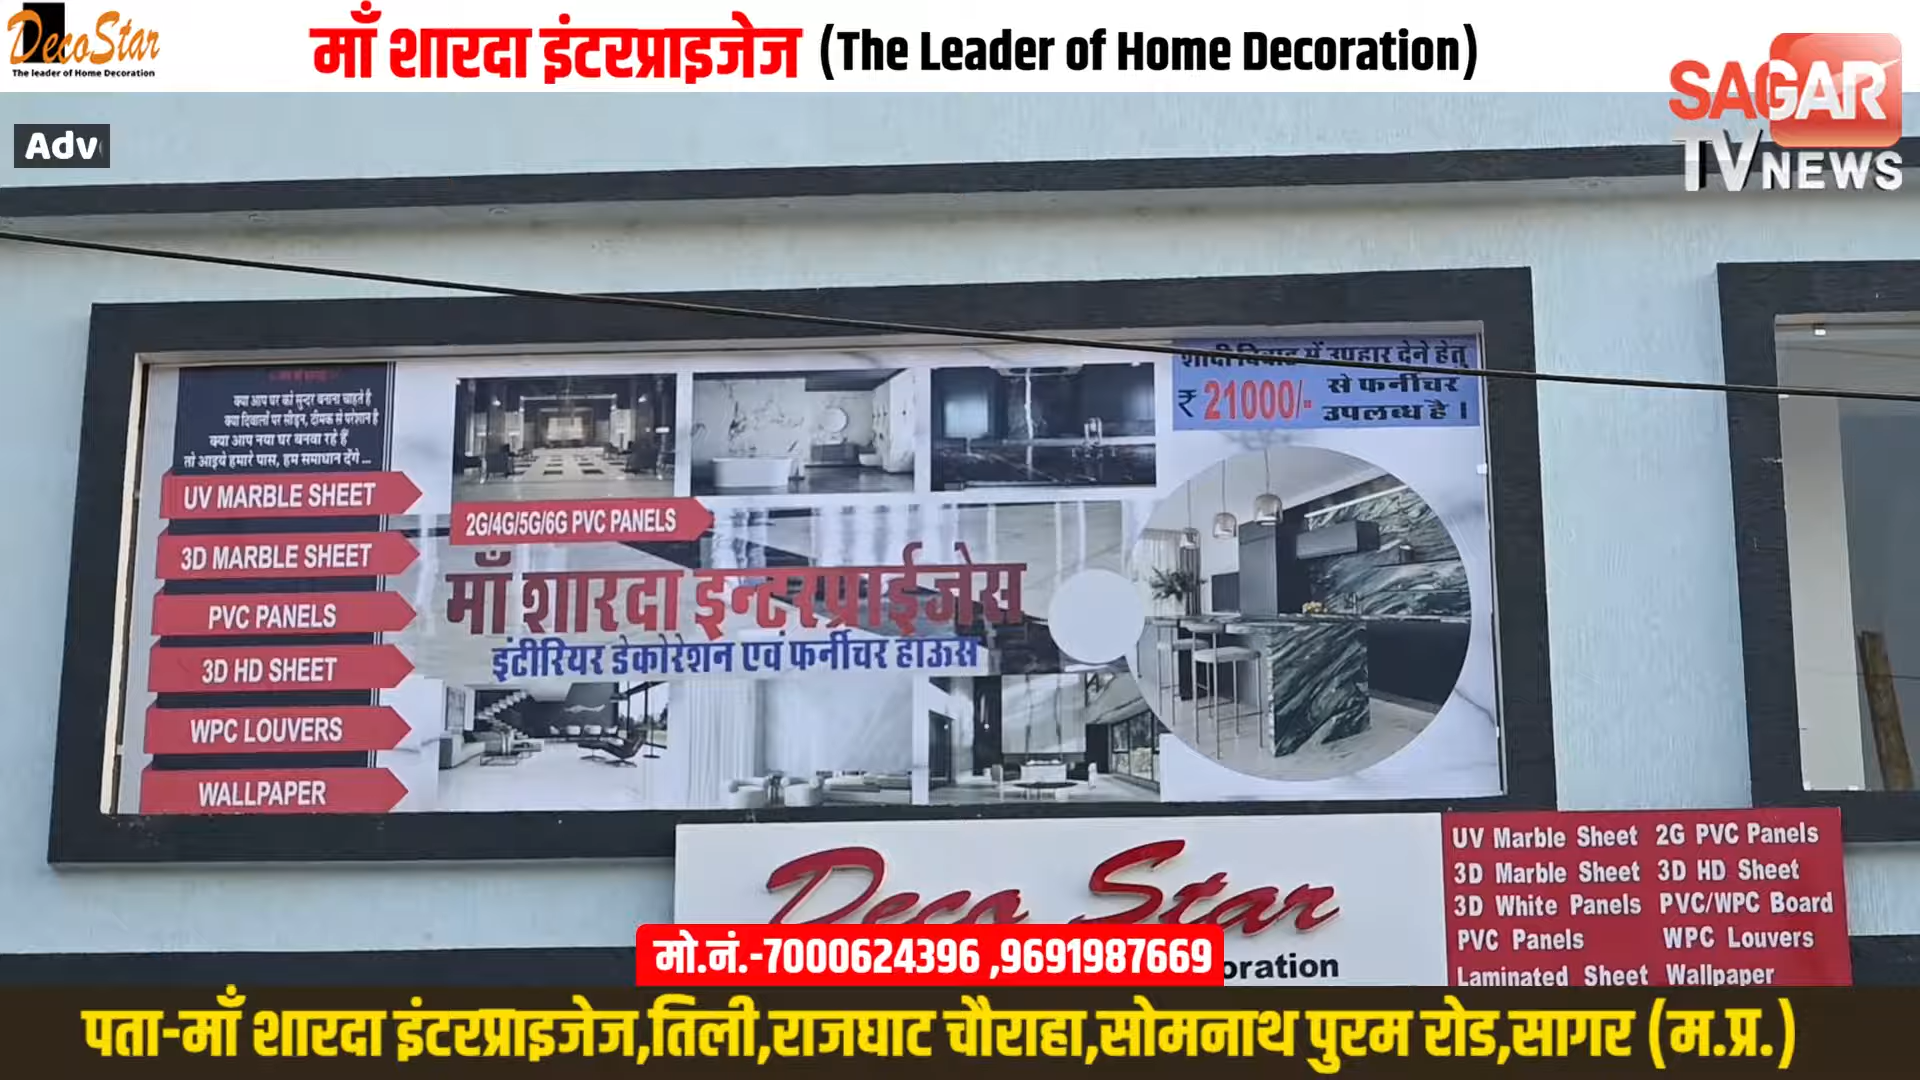 DecoStar
The leader of Home Decoration
माँ शारदा इंटरप्राइजेज (The Leader of Home Decoration)
SAGAR
TV NEWS
Adv
क्या आप घर को सुन्दर बनाना चाहते है
क्या दिवालों पर सीड़न, दीमक से परेशान है
क्या आप नया घर बनवा रहे हैं
तो आइये हमारे पास, हम समाधान देंगे ...
UV MARBLE SHEET
3D MARBLE SHEET
PVC PANELS
3D HD SHEET
WPC LOUVERS
WALLPAPER
2G/4G/5G/6G PVC PANELS
माँ शारदा इन्टरप्राईजेस
इंटीरियर डेकोरेशन एवं फर्नीचर हाऊस
शादी विवाह में उपहार देने हेतु
₹ 21000/- से फर्नीचर
उपलब्ध है।
Deco Star
oration
UV Marble Sheet 2G PVC Panels
3D Marble Sheet 3D HD Sheet
3D White Panels PVC/WPC Board
PVC Panels WPC Louvers
Laminated Sheet Wallpaper
मो.नं.-7000624396 ,9691987669
पता-माँ शारदा इंटरप्राइजेज,तिली,राजघाट चौराहा,सोमनाथ पुरम रोड,सागर (म.प्र.)